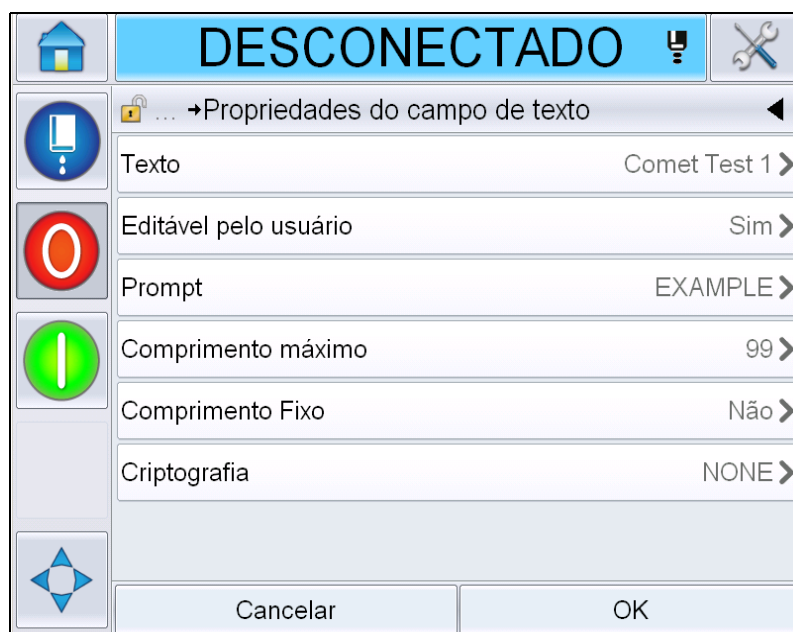 DESCONECTADO
... →Propriedades do campo de texto
Texto Comet Test 1
Editável pelo usuário Sim
Prompt EXAMPLE
Comprimento máximo 99
Comprimento Fixo Não
Criptografia NONE
Cancelar OK